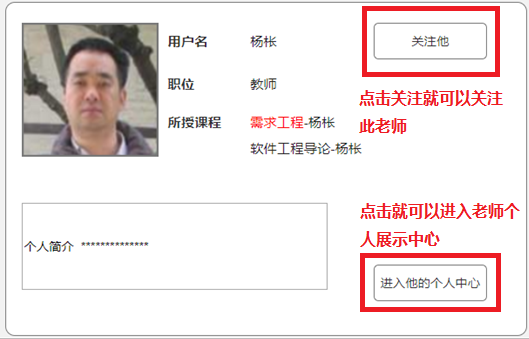 用户名 杨枨 关注他
职位 教师
点击关注就可以关注
此老师
所授课程 需求工程-杨枨
软件工程导论-杨枨
点击就可以进入老师个
人展示中心
个人简介 **************
进入他的个人中心